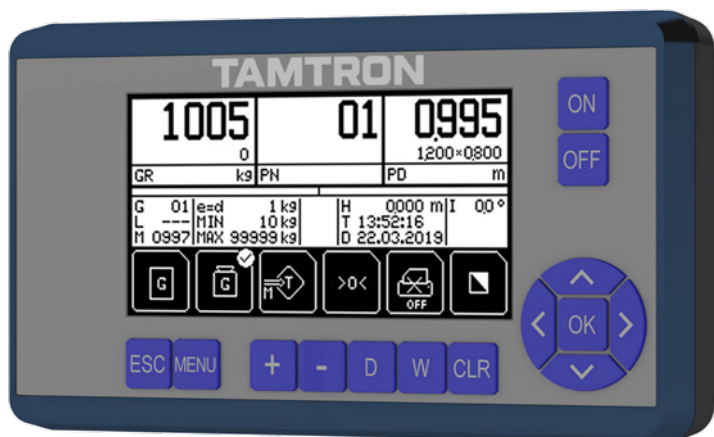 TAMTRON
1005 01 0.995
0 1.200×0.800
GR kg PN PD m
G 01 e=d 1 kg H 0.000 m I 0.0 °
L --- MIN 10 kg T 13:52:16
M 0997 MAX 99999 kg D 22.03.2019
G G M T >0< OFF
ON
OFF
OK
ESC MENU + - D W CLR